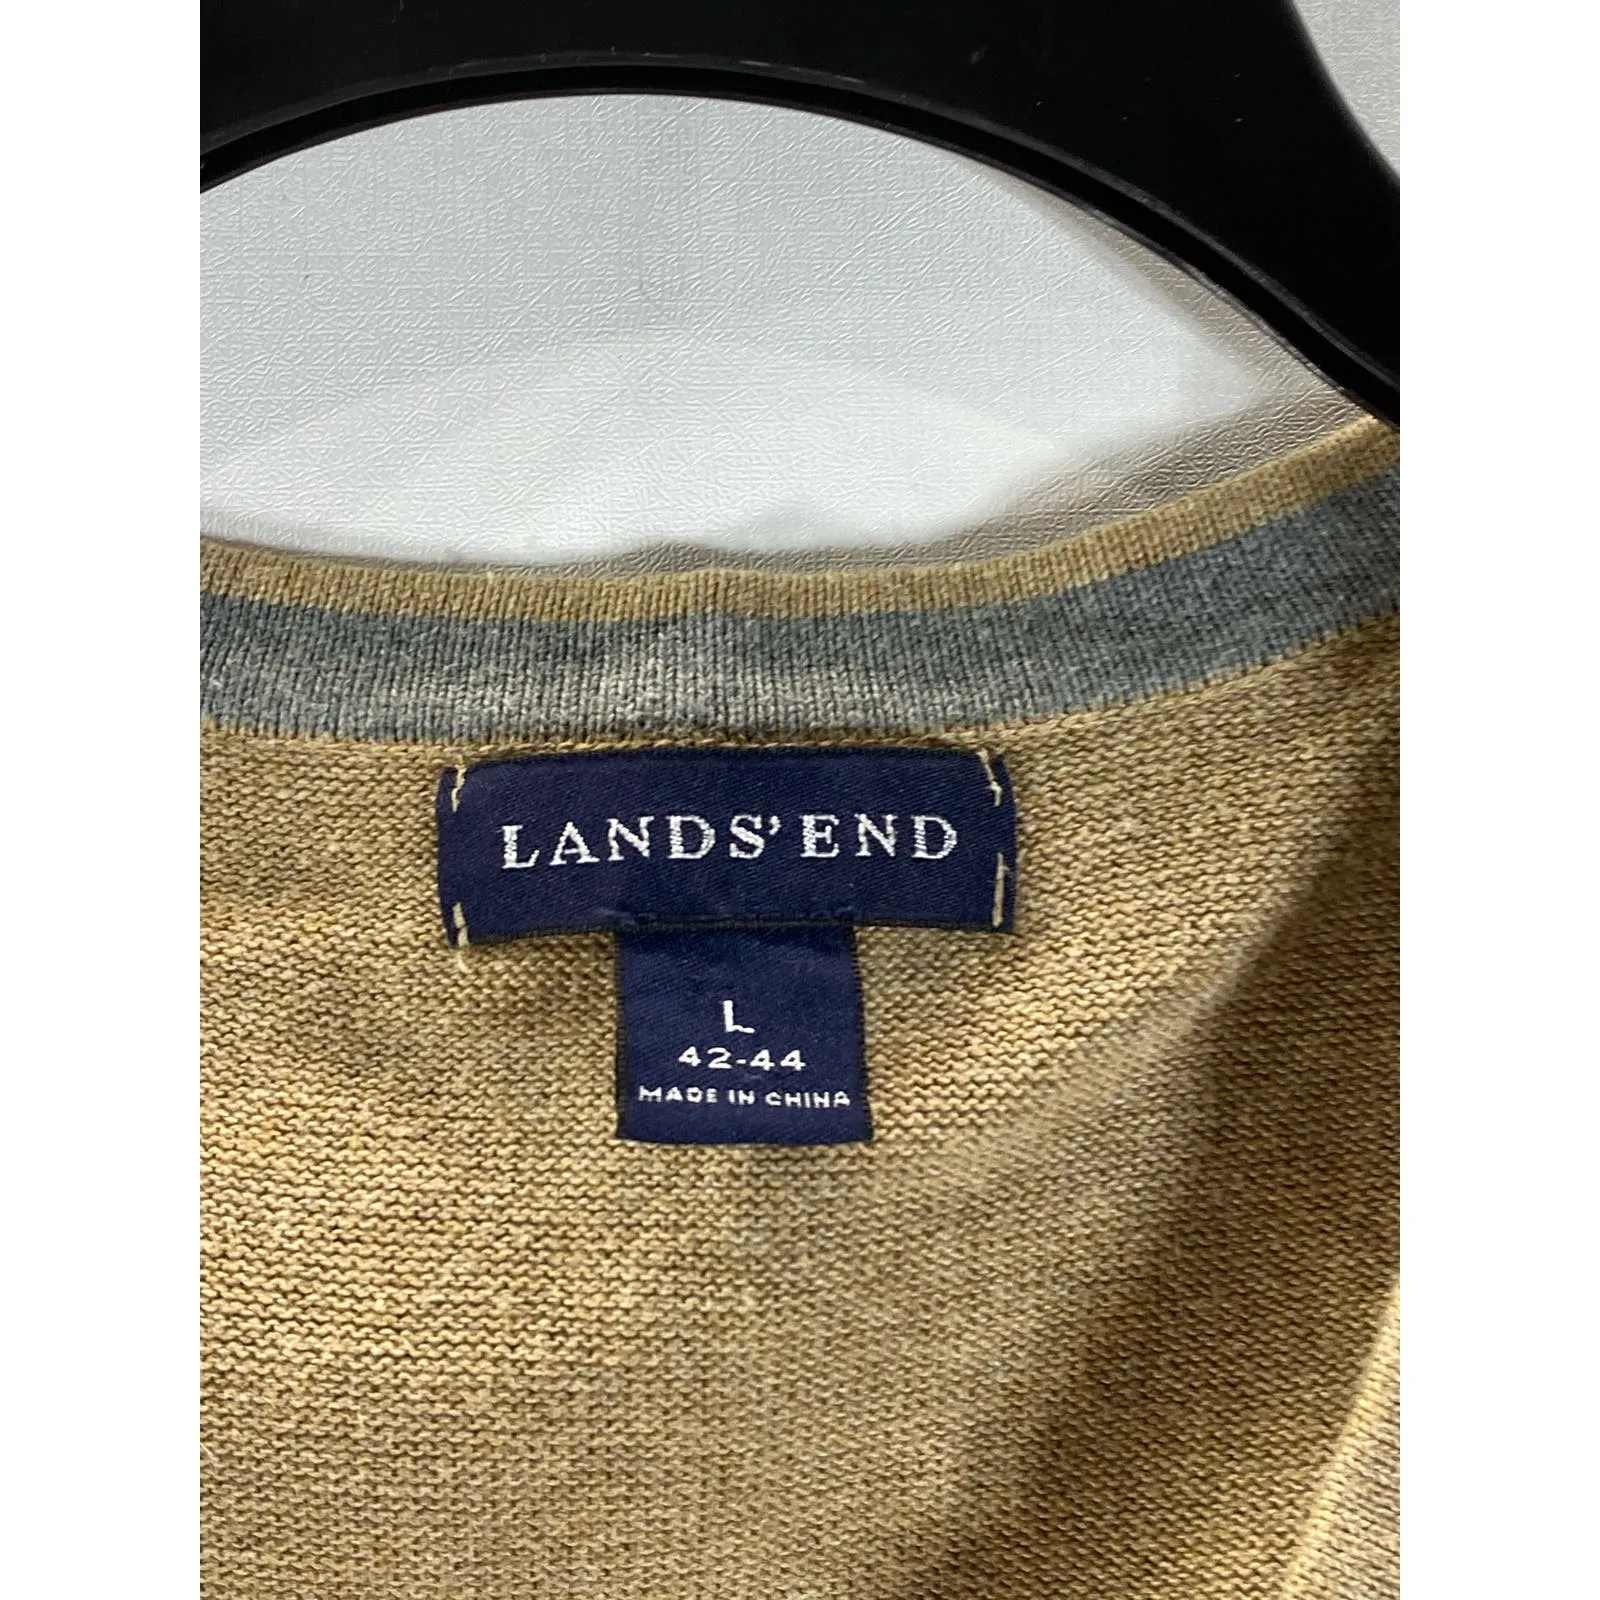 LANDS' END
L
42-44
MADE IN CHINA